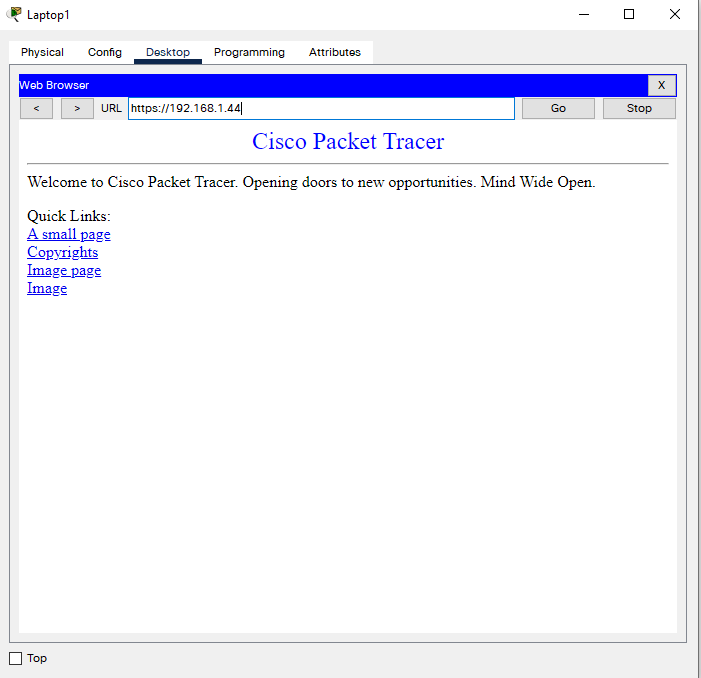 Laptop1
Physical Config Desktop Programming Attributes
Web Browser X
< > URL https://192.168.1.44 Go Stop
Cisco Packet Tracer
Welcome to Cisco Packet Tracer. Opening doors to new opportunities. Mind Wide Open.
Quick Links:
A small page
Copyrights
Image page
Image
Top